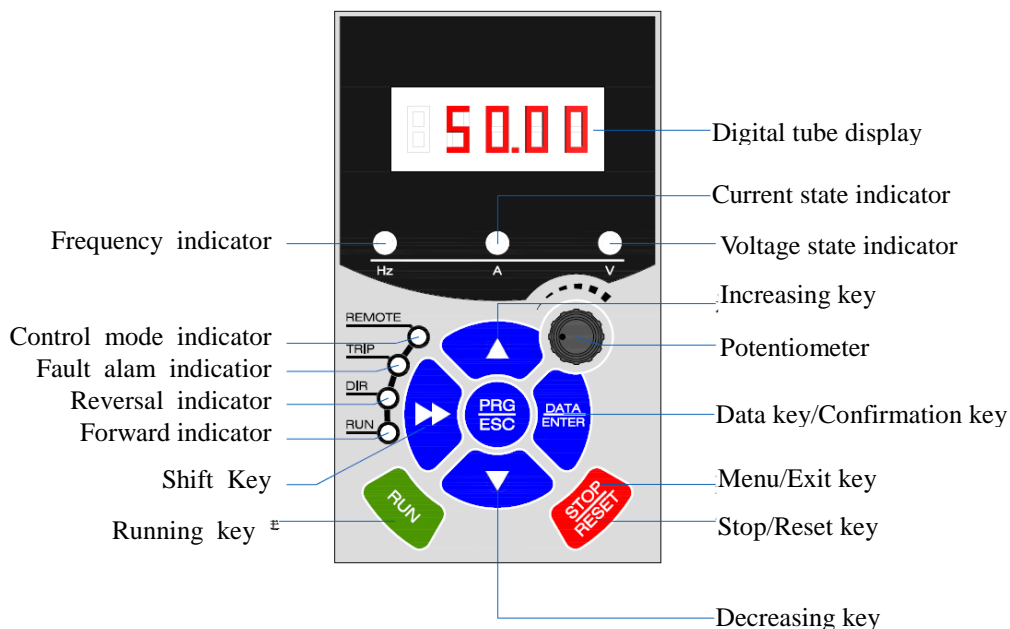 50.00
Digital tube display
Current state indicator
Frequency indicator
Voltage state indicator
Hz
A
V
Increasing key
REMOTE
Control mode indicator
Potentiometer
TRIP
Fault alam indicatior
DIR
Reversal indicator
PRG
ESC
DATA
ENTER
Data key/Confirmation key
RUN
Forward indicator
Shift Key
Menu/Exit key
RUN
STOP
RESET
Running key
Stop/Reset key
Decreasing key